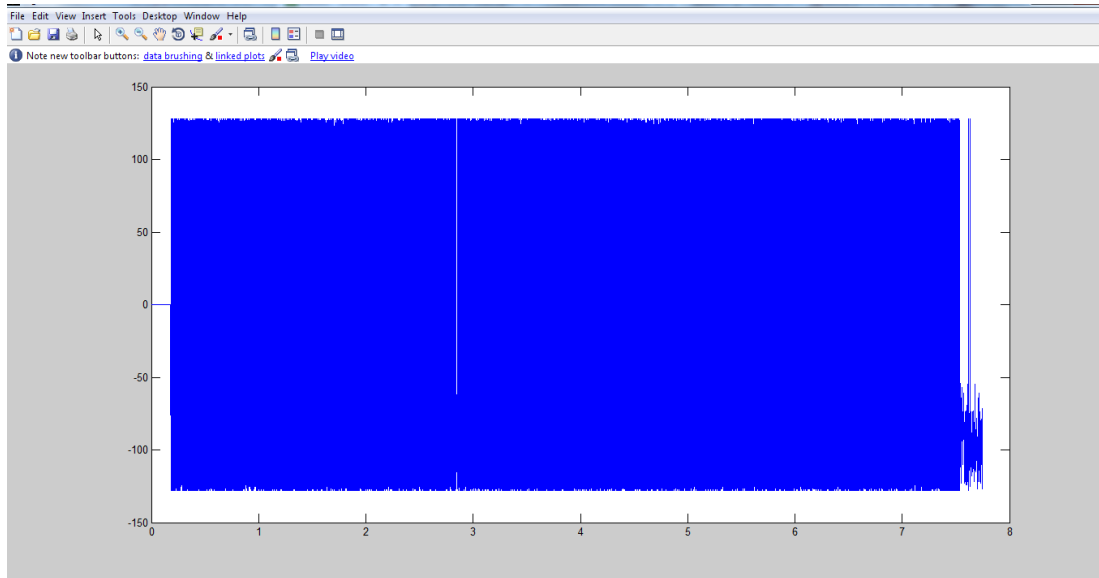 File Edit View Insert Tools Desktop Window Help
Note new toolbar buttons: data brushing & linked plots Play video
150
100
50
0
-50
-100
-150
0 1 2 3 4 5 6 7 8